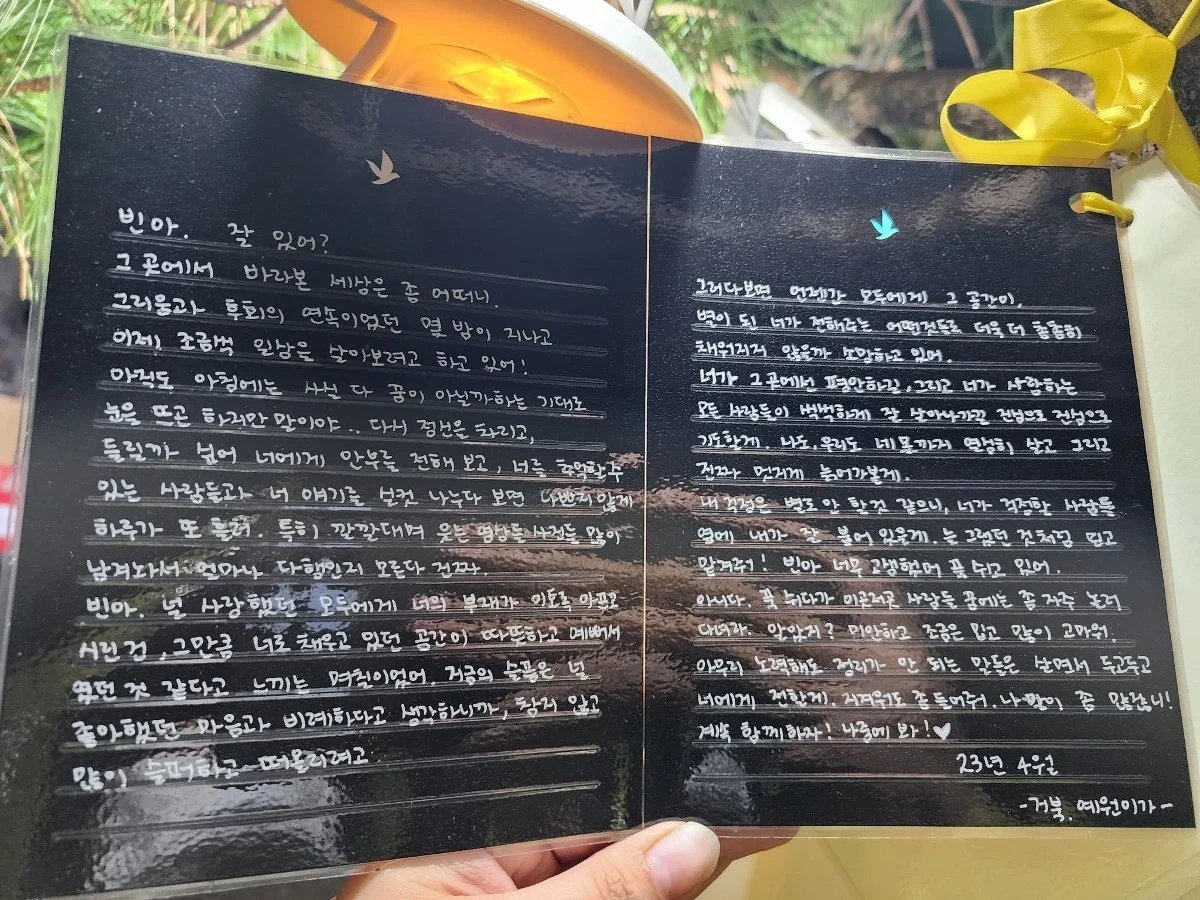 빈아. 잘 있어?
그 곳에서 바라본 세상은 좀 어떠니.
그리움과 후회의 연속이었던 열 밤이 지나고
이제 조금씩 일상을 살아보려고 하고 있어!
아직도 아침에는 사실 다 꿈이 아닐까하는 기대로
눈을 뜨곤 하지만 말이야.. 다시 정신을 차리고,
들릴까 싶어 너에게 안부를 전해 보고, 너를 추억할 수
있는 사람들과 네 얘기를 실컷 나누다 보면 나쁘지 않게
하루가 또 흘러. 특히 깔깔대며 웃는 영상들 사진들 많이
남겨놔서 얼마나 다행인지 모른다 진짜.
빈아. 널 사랑했던 모두에게 너의 부재가 이토록 아프고
시린 건, 그만큼 너로 채우고 있던 공간이 따뜻하고 예뻐서
였던 것 같다고 느끼는 며칠이었어. 지금의 슬픔은 널
좋아했던 마음과 비례하다고 생각하니까, 참지 않고
많이 슬퍼하고 떠올리려고
그러다보면 언젠간 모두에게 그 공간이,
벽이 되 네가 전해주는 어떤것들로 더욱 더 촘촘히
채워지지 않을까 소망하고 있어.
너가 그곳에서 평안하길, 그리고 너가 사랑하는
모든 사람들이 씩씩하게 잘 살아나가길 진심으로 진심으로
기도할게. 나도, 우리도 네 몫까지 열심히 살고 그리고
진짜 멋지게 늙어가볼게.
내 걱정은 별로 안 할것 같으니, 너가 걱정할 사람들
옆에 내가 잘 붙어 있을게. 늘 그랬던 것처럼 믿고
맡겨줘! 빈아 너무 고생했어 푹 쉬고 있어.
아니다. 푹 쉬다가 이곳저곳 사람들 꿈에는 좀 자주 놀러
다녀라. 알았지? 미안하고 조금은 밉고 많이 고마워.
아무리 노력해도 정리가 안 되는 말들은 살면서 두고두고
너에게 전할게. 지겨워도 좀 들어줘. 나 말이 좀 많잖니!
계속 함께하자! 나중에 봐!♥
23년 4월
-거북, 예원이가-